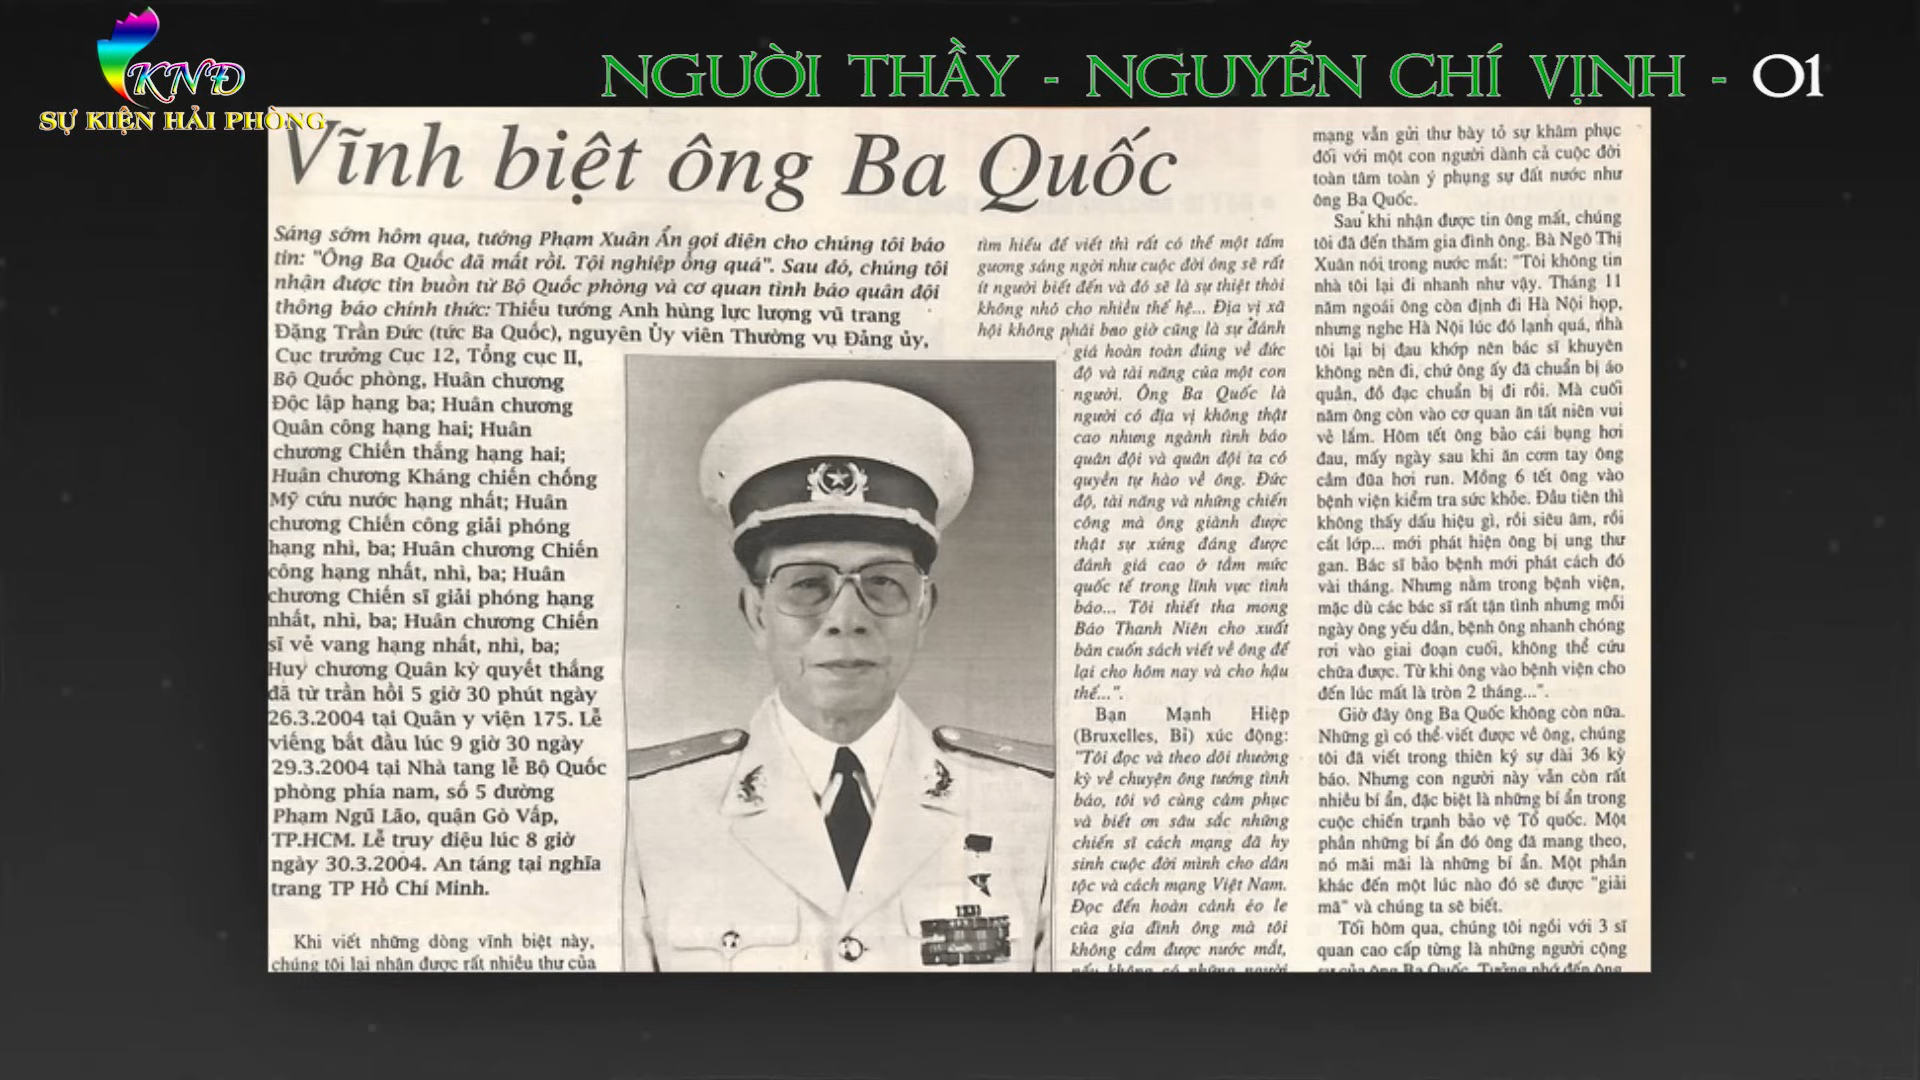 KNĐ
SỰ KIỆN HẢI PHÒNG
NGƯỜI THẦY - NGUYỄN CHÍ VỊNH - 01
Vĩnh biệt ông Ba Quốc
Sáng sớm hôm qua, tướng Phạm Xuân Ẩn gọi điện cho chúng tôi báo
tin: "Ông Ba Quốc đã mất rồi. Tội nghiệp ổng quá". Sau đó, chúng tôi
nhận được tin buồn từ Bộ Quốc phòng và cơ quan tình báo quân đội
thông báo chính thức: Thiếu tướng Anh hùng lực lượng vũ trang
Đặng Trần Đức (tức Ba Quốc), nguyên Ủy viên Thường vụ Đảng ủy,
Cục trưởng Cục 12, Tổng cục II,
Bộ Quốc phòng, Huân chương
Độc lập hạng ba; Huân chương
Quân công hạng hai; Huân
chương Chiến thắng hạng hai;
Huân chương Kháng chiến chống
Mỹ cứu nước hạng nhất; Huân
chương Chiến công giải phóng
hạng nhì, ba; Huân chương Chiến
công hạng nhất, nhì, ba; Huân
chương Chiến sĩ giải phóng hạng
nhất, nhì, ba; Huân chương Chiến
sĩ vẻ vang hạng nhất, nhì, ba;
Huy chương Quân kỳ quyết thắng
đã từ trần hồi 5 giờ 30 phút ngày
26.3.2004 tại Quân y viện 175. Lễ
viếng bắt đầu lúc 9 giờ 30 ngày
29.3.2004 tại Nhà tang lễ Bộ Quốc
phòng phía nam, số 5 đường
Phạm Ngũ Lão, quận Gò Vấp,
TP.HCM. Lễ truy điệu lúc 8 giờ
ngày 30.3.2004. An táng tại nghĩa
trang TP Hồ Chí Minh.
Khi viết những dòng vĩnh biệt này,
chúng tôi lại nhận được rất nhiều thư của
tìm hiểu để viết thì rất có thể một tấm
gương sáng ngời như cuộc đời ông sẽ rất
ít người biết đến và đó sẽ là sự thiệt thòi
không nhỏ cho nhiều thế hệ... Địa vị xã
hội không phải bao giờ cũng là sự đánh
giá hoàn toàn đúng về đức
độ và tài năng của một con
người. Ông Ba Quốc là
người có địa vị không thật
cao nhưng ngành tình báo
quân đội và quân đội ta có
quyền tự hào về ông. Đức
độ, tài năng và những chiến
công mà ông giành được
thật sự xứng đáng được
đánh giá cao ở tầm mức
quốc tế trong lĩnh vực tình
báo... Tôi thiết tha mong
Báo Thanh Niên cho xuất
bản cuốn sách viết về ông để
lại cho hôm nay và cho hậu
thế...".
Bạn Mạnh Hiệp
(Bruxelles, Bỉ) xúc động:
"Tôi đọc và theo dõi thường
kỳ về chuyện ông tướng tình
báo, tôi vô cùng cảm phục
và biết ơn sâu sắc những
chiến sĩ cách mạng đã hy
sinh cuộc đời mình cho dân
tộc và cách mạng Việt Nam.
Đọc đến hoàn cảnh éo le
của gia đình ông mà tôi
không cầm được nước mắt,
nếu không có những người
mạng vẫn gửi thư bày tỏ sự khâm phục
đối với một con người dành cả cuộc đời
toàn tâm toàn ý phụng sự đất nước như
ông Ba Quốc.
Sau khi nhận được tin ông mất, chúng
tôi đã đến thăm gia đình ông. Bà Ngô Thị
Xuân nói trong nước mắt: "Tôi không tin
nhà tôi lại đi nhanh như vậy. Tháng 11
năm ngoái ông còn định đi Hà Nội họp,
nhưng nghe Hà Nội lúc đó lạnh quá, nhà
tôi lại bị đau khớp nên bác sĩ khuyên
không nên đi, chứ ông ấy đã chuẩn bị áo
quần, đồ đạc chuẩn bị đi rồi. Mà cuối
năm ông còn vào cơ quan ăn tất niên vui
vẻ lắm. Hôm tết ông bảo cái bụng hơi
đau, mấy ngày sau khi ăn cơm tay ông
cầm đũa hơi run. Mồng 6 tết ông vào
bệnh viện kiểm tra sức khỏe. Đầu tiên thì
không thấy dấu hiệu gì, rồi siêu âm, rồi
cắt lớp... mới phát hiện ông bị ung thư
gan. Bác sĩ bảo bệnh mới phát cách đó
vài tháng. Nhưng nằm trong bệnh viện,
mặc dù các bác sĩ rất tận tình nhưng mỗi
ngày ông yếu dần, bệnh ông nhanh chóng
rơi vào giai đoạn cuối, không thể cứu
chữa được. Từ khi ông vào bệnh viện cho
đến lúc mất là tròn 2 tháng...".
Giờ đây ông Ba Quốc không còn nữa.
Những gì có thể viết được về ông, chúng
tôi đã viết trong thiên ký sự dài 36 kỳ
báo. Nhưng con người này vẫn còn rất
nhiều bí ẩn, đặc biệt là những bí ẩn trong
cuộc chiến tranh bảo vệ Tổ quốc. Một
phần những bí ẩn đó ông đã mang theo,
nó mãi mãi là những bí ẩn. Một phần
khác đến một lúc nào đó sẽ được "giải
mã" và chúng ta sẽ biết.
Tối hôm qua, chúng tôi ngồi với 3 sĩ
quan cao cấp từng là những người cộng
sự của ông Ba Quốc. Tưởng nhớ đến ông,